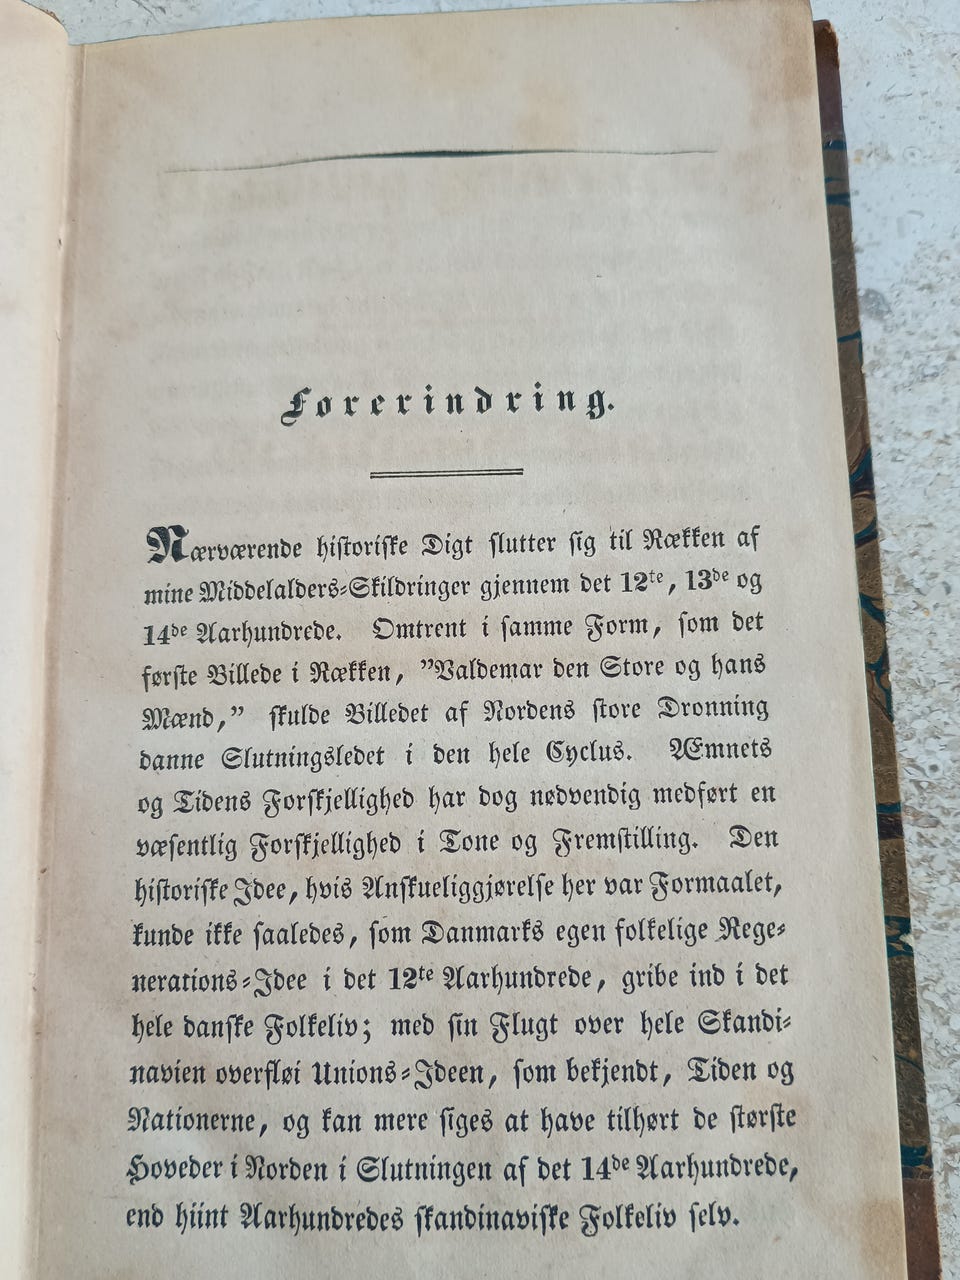 Forerindring.
Nærværende historiske Digt slutter sig til Rækken af
mine Middelalders-Skildringer gjennem det 12te, 13de og
14de Aarhundrede. Omtrent i samme Form, som det
første Billede i Rækken, ”Valdemar den Store og hans
Mænd,” skulde Billedet af Nordens store Dronning
danne Slutningsledet i den hele Cyclus. Æmnets
og Tidens Forskjellighed har dog nødvendig medført en
væsentlig Forskjellighed i Tone og Fremstilling. Den
historiske Idee, hvis Anskueliggjørelse her var Formaalet,
kunde ikke saaledes, som Danmarks egen folkelige Rege-
nerations-Idee i det 12te Aarhundrede, gribe ind i det
hele danske Folkeliv; med sin Flugt over hele Skandi-
navien overfløi Unions-Ideen, som bekjendt, Tiden og
Nationerne, og kan mere siges at have tilhørt de største
Hoveder i Norden i Slutningen af det 14de Aarhundrede,
end hiint Aarhundredes skandinaviske Folkeliv selv.